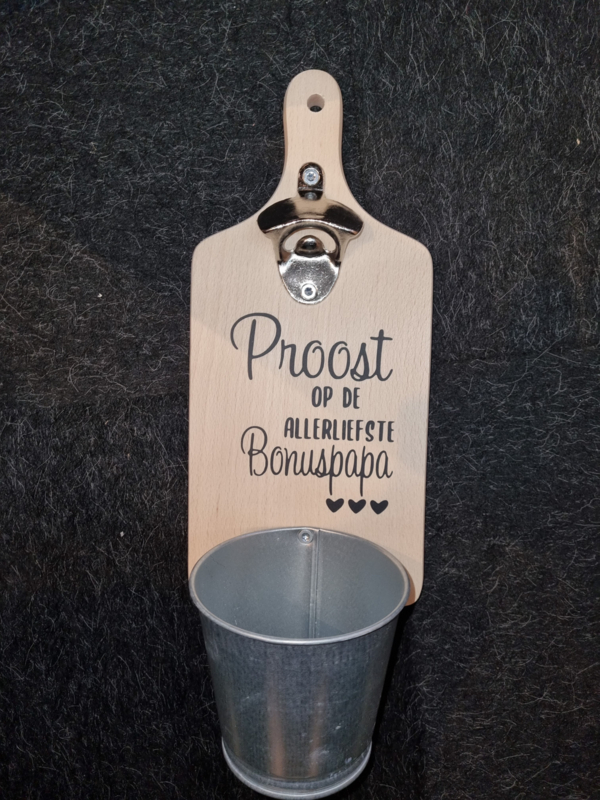 Proost
OP DE
ALLERLIEFSTE
Bonuspapa